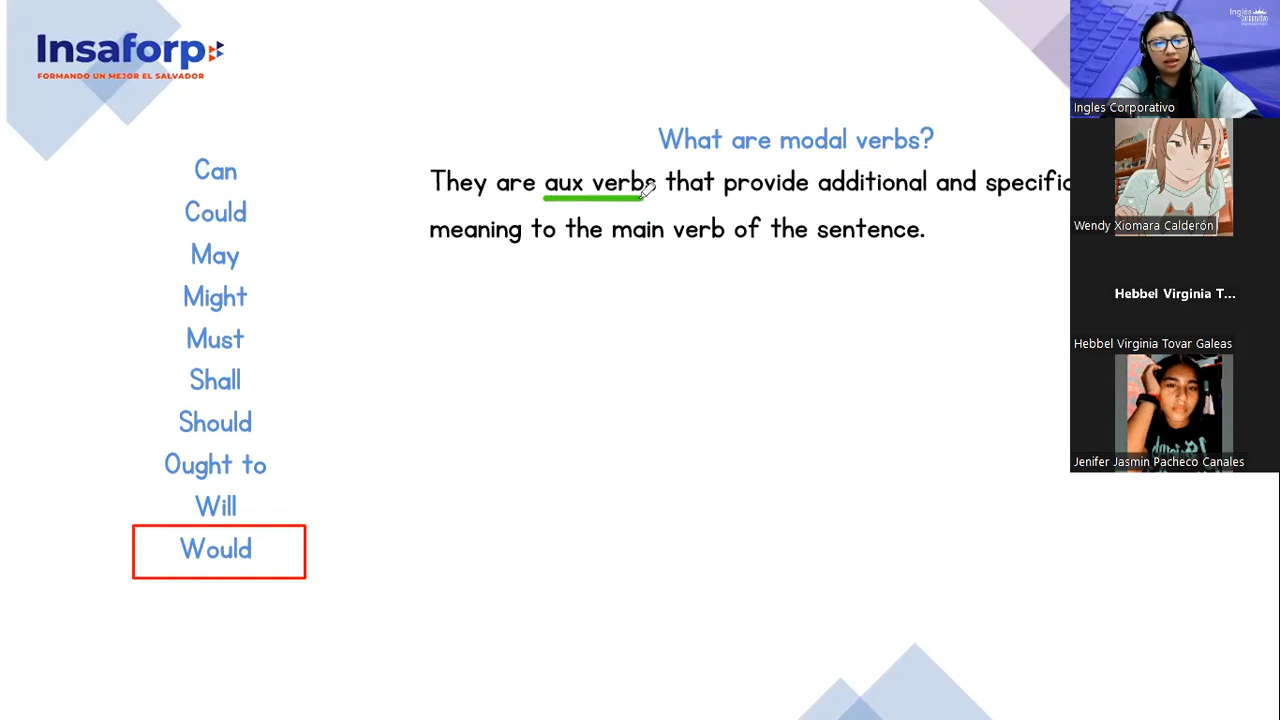 Insaforp
FORMANDO UN MEJOR EL SALVADOR
What are modal verbs?
They are aux verbs that provide additional and specific
meaning to the main verb of the sentence.
Can
Could
May
Might
Must
Shall
Should
Ought to
Will
Would
Ingles
Ingles Corporativo
Wendy Xiomara Calderón
Hebbel Virginia T...
Hebbel Virginia Tovar Galeas
Jenifer Jasmin Pacheco Canales